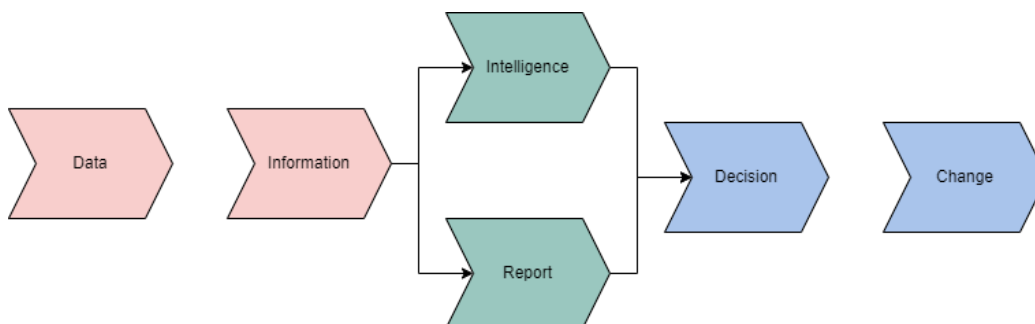 Data
Information
Intelligence
Report
Decision
Change